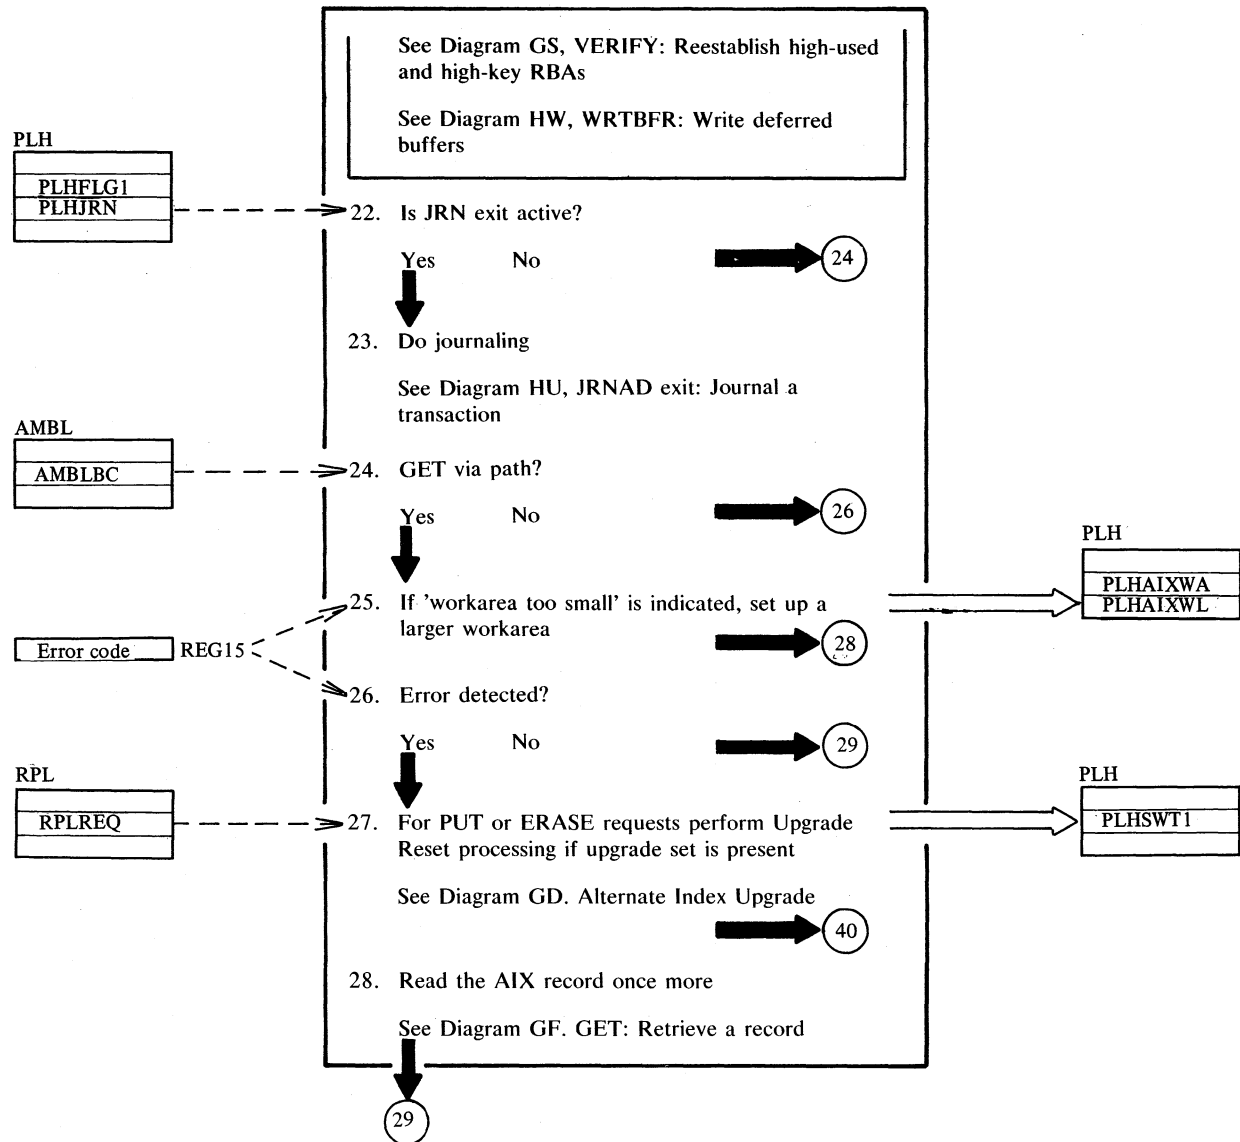 See Diagram GS, VERIFY: Reestablish high-used
and high-key RBAs
See Diagram HW, WRTBFR: Write deferred
buffers
PLH
PLHFLG1
PLHJRN
22. Is JRN exit active?
Yes No 24
23. Do journaling
See Diagram HU, JRNAD exit: Journal a
transaction
AMBL
AMBLBC
24. GET via path?
Yes No 26
PLH
PLHAIXWA
PLHAIXWL
25. If 'workarea too small' is indicated, set up a
larger workarea
28
Error code REG15
26. Error detected?
Yes No 29
RPL
RPLREQ
PLH
PLHSWT1
27. For PUT or ERASE requests perform Upgrade
Reset processing if upgrade set is present
See Diagram GD. Alternate Index Upgrade
40
28. Read the AIX record once more
See Diagram GF. GET: Retrieve a record
29